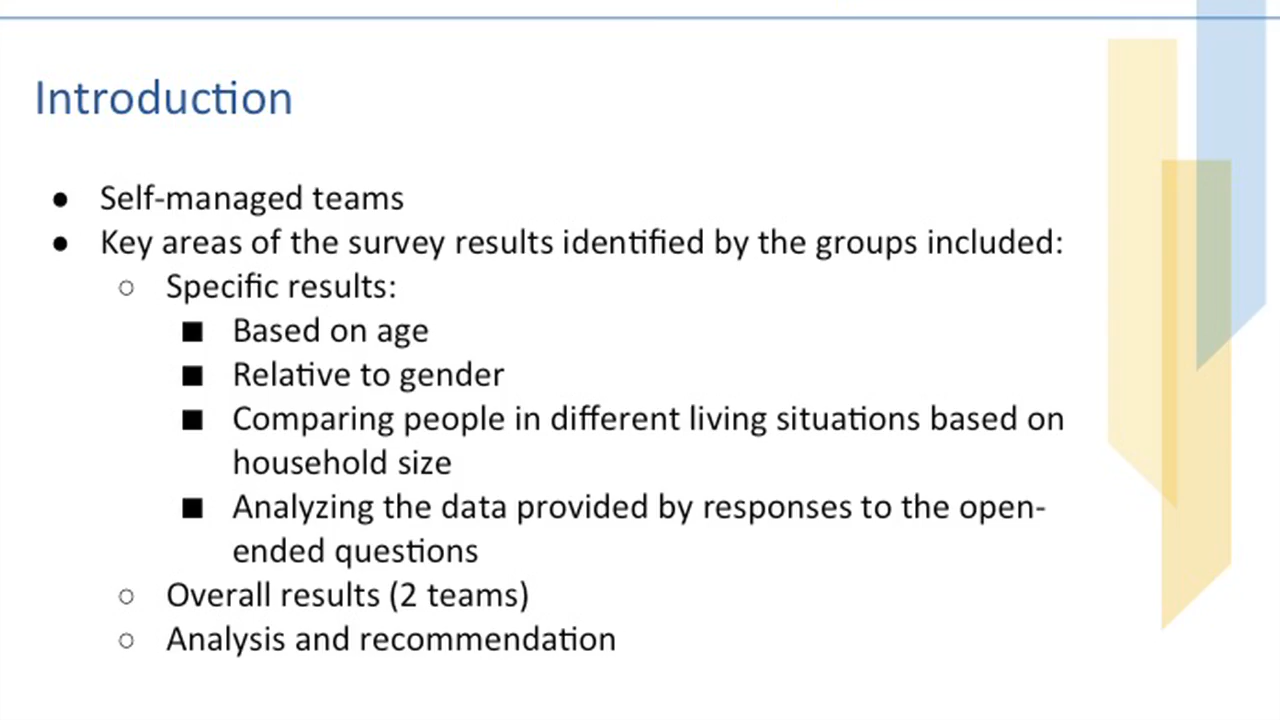 Introduction
● Self-managed teams
● Key areas of the survey results identified by the groups included:
○ Specific results:
■ Based on age
■ Relative to gender
■ Comparing people in different living situations based on
household size
■ Analyzing the data provided by responses to the open-
ended questions
○ Overall results (2 teams)
○ Analysis and recommendation